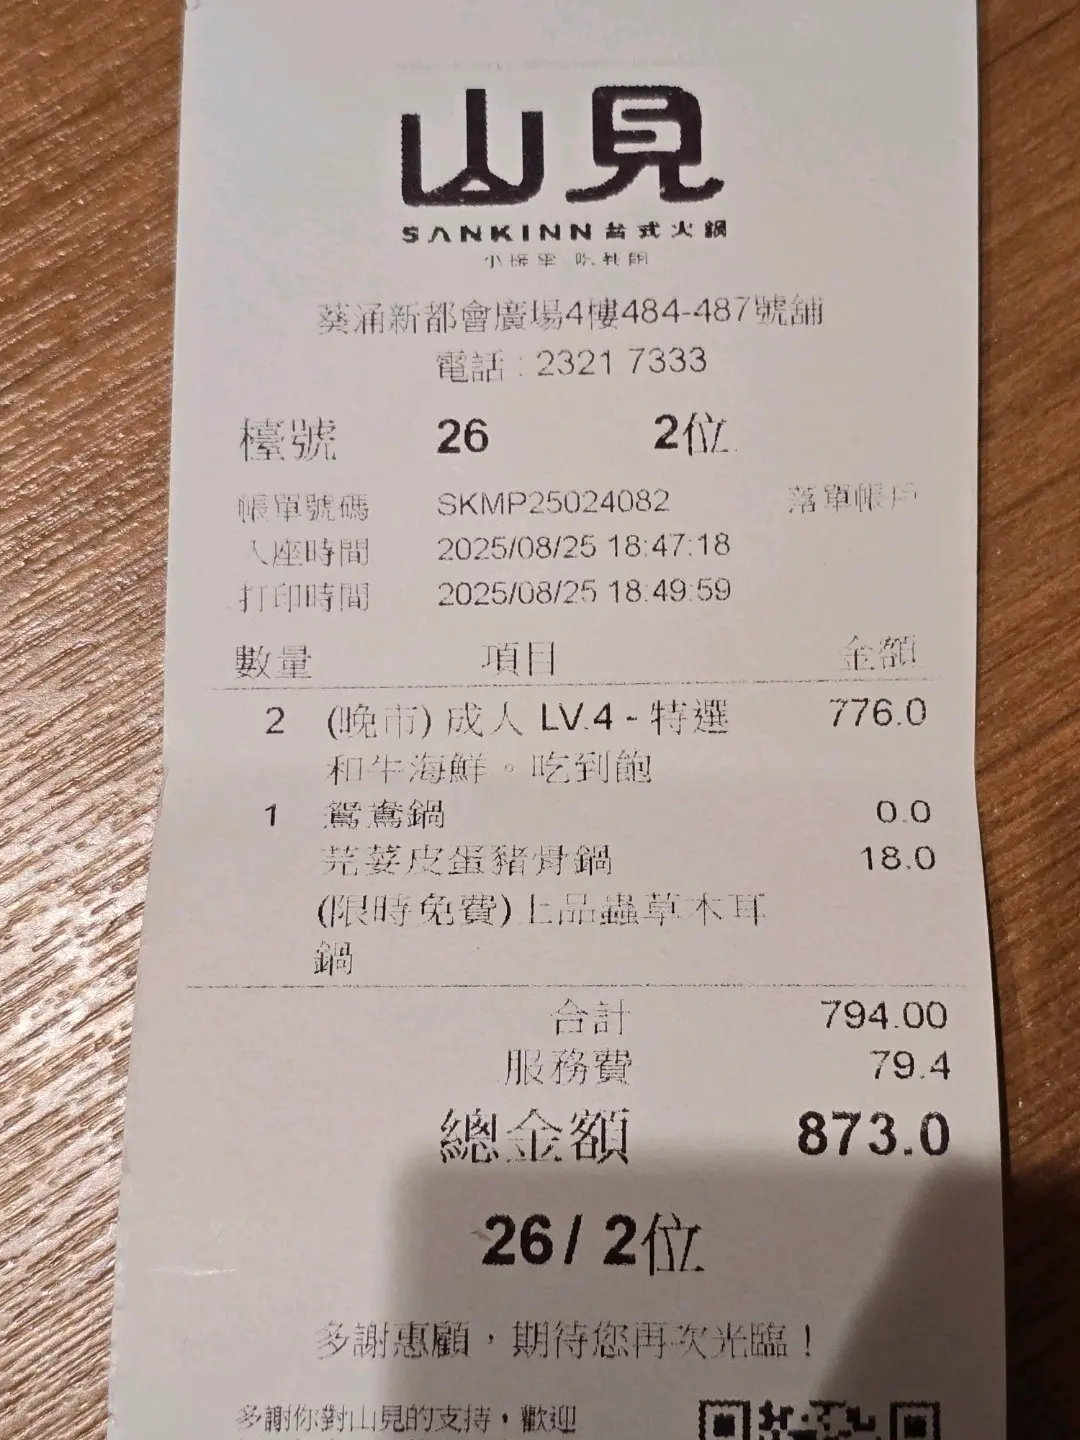 山見
SANKINN 台式火鍋
葵涌新都會廣場4樓484-487號舖
電話 : 2321 7333
檯號 26 2位
帳單號碼 SKMP25024082 落單帳戶
入座時間 2025/08/25 18:47:18
打印時間 2025/08/25 18:49:59
數量 項目 金額
2 (晚市) 成人 LV.4 - 特選 776.0
和牛海鮮。吃到飽
1 鴛鴦鍋 0.0
芫荽皮蛋豬骨鍋 18.0
(限時免費)上品蟲草木耳
鍋
合計 794.00
服務費 79.4
總金額 873.0
26 / 2位
多謝惠顧，期待您再次光臨！
多謝你對山見的支持，歡迎